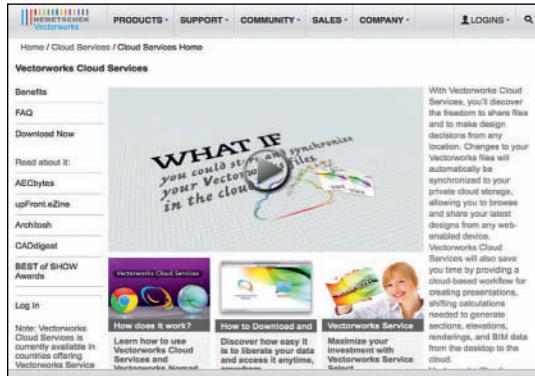 NEMETSCHEK
Vectorworks
PRODUCTS SUPPORT COMMUNITY SALES COMPANY LOGINS
Home / Cloud Services / Cloud Services Home
Vectorworks Cloud Services
Benefits
FAQ
Download Now
Read about it:
AECbytes
upFront.eZine
Architosh
CADdigest
BEST of SHOW
Awards
Log In
Note: Vectorworks
Cloud Services is
currently available in
countries offering
Vectorworks Service
WHAT IF
you could store and synchronize
your Vectorworks files
in the cloud
Vectorworks Cloud Services
How does it work?
Learn how to use
Vectorworks Cloud
Services and
Vectorworks Nomad
How to Download and
Discover how easy it
is to liberate your data
and access it anytime,
anywhere
Vectorworks Service
Maximize your
investment with
Vectorworks Service
Select
With Vectorworks Cloud
Services, you'll discover
the freedom to share files
and to make design
decisions from any
location. Changes to your
Vectorworks files will
automatically be
synchronized to your
private cloud storage,
allowing you to browse
and share your latest
designs from any web-
enabled device.
Vectorworks Cloud
Services will also save
you time by providing a
cloud-based workflow for
creating presentations,
shifting calculations
needed to generate
sections, elevations,
renderings, and BIM data
from the desktop to the
cloud.
Vectorworks Cloud